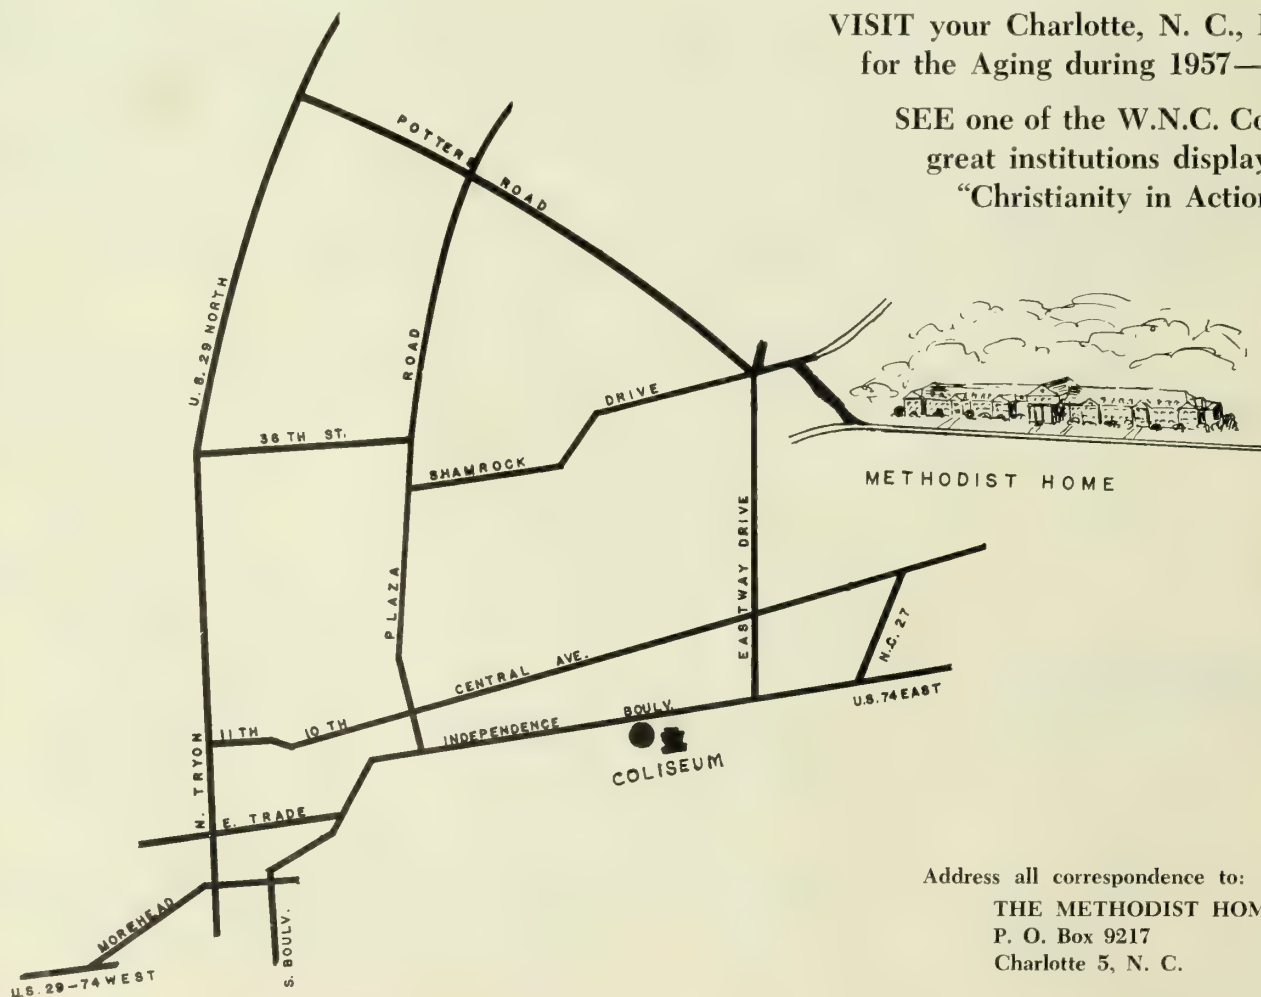 VISIT your Charlotte, N. C.,
for the Aging during 1957—
SEE one of the W.N.C.
great institutions
“Christianity in
POTTERS ROAD
U.S. 29 NORTH
ROAD
DRIVE
36 TH ST.
SHAMROCK
METHODIST HOME
EASTWAY DRIVE
PLAZA
N.C. 27
CENTRAL AVE.
U.S. 74 EAST
BOULV.
INDEPENDENCE
11 TH
10 TH
COLISEUM
N. TRYON
E. TRADE
MOREHEAD
S. BOULV.
U.S. 29-74 WEST
Address all correspondence to:
THE METHODIST
P. O. Box 9217
Charlotte 5, N. C.